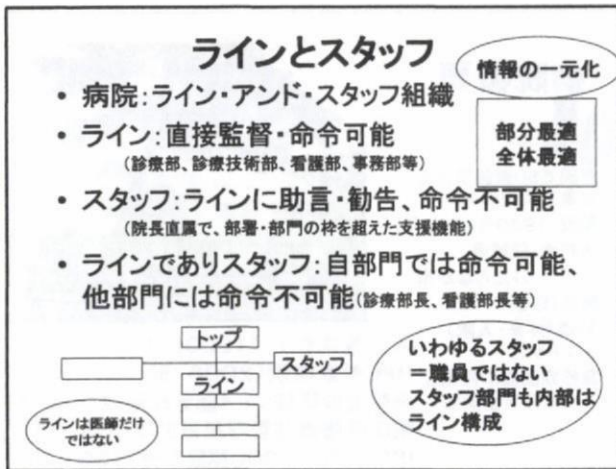 ラインとスタッフ
情報の一元化
• 病院:ライン・アンド・スタッフ組織
• ライン:直接監督・命令可能
(診療部、診療技術部、看護部、事務部等)
部分最適
全体最適
• スタッフ:ラインに助言・勧告、命令不可能
(院長直属で、部署・部門の枠を超えた支援機能)
• ラインでありスタッフ:自部門では命令可能、
他部門には命令不可能(診療部長、看護部長等)
トップ
スタッフ
ライン
ラインは医師だけ
ではない
いわゆるスタッフ
=職員ではない
スタッフ部門も内部は
ライン構成